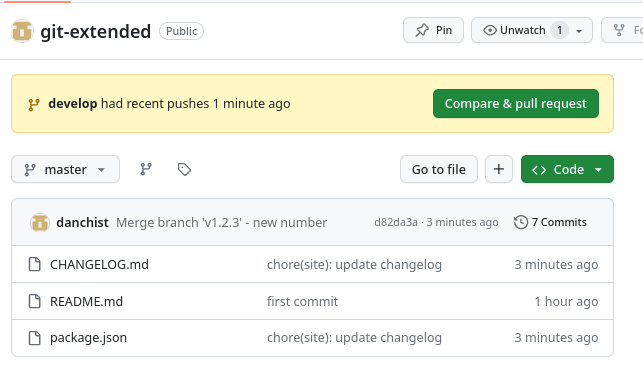 git-extended Public Pin Unwatch 1 Fo
develop had recent pushes 1 minute ago Compare & pull request
master Go to file Code
danchist Merge branch 'v1.2.3' - new number d82da3a · 3 minutes ago 7 Commits
CHANGELOG.md chore(site): update changelog 3 minutes ago
README.md first commit 1 hour ago
package.json chore(site): update changelog 3 minutes ago